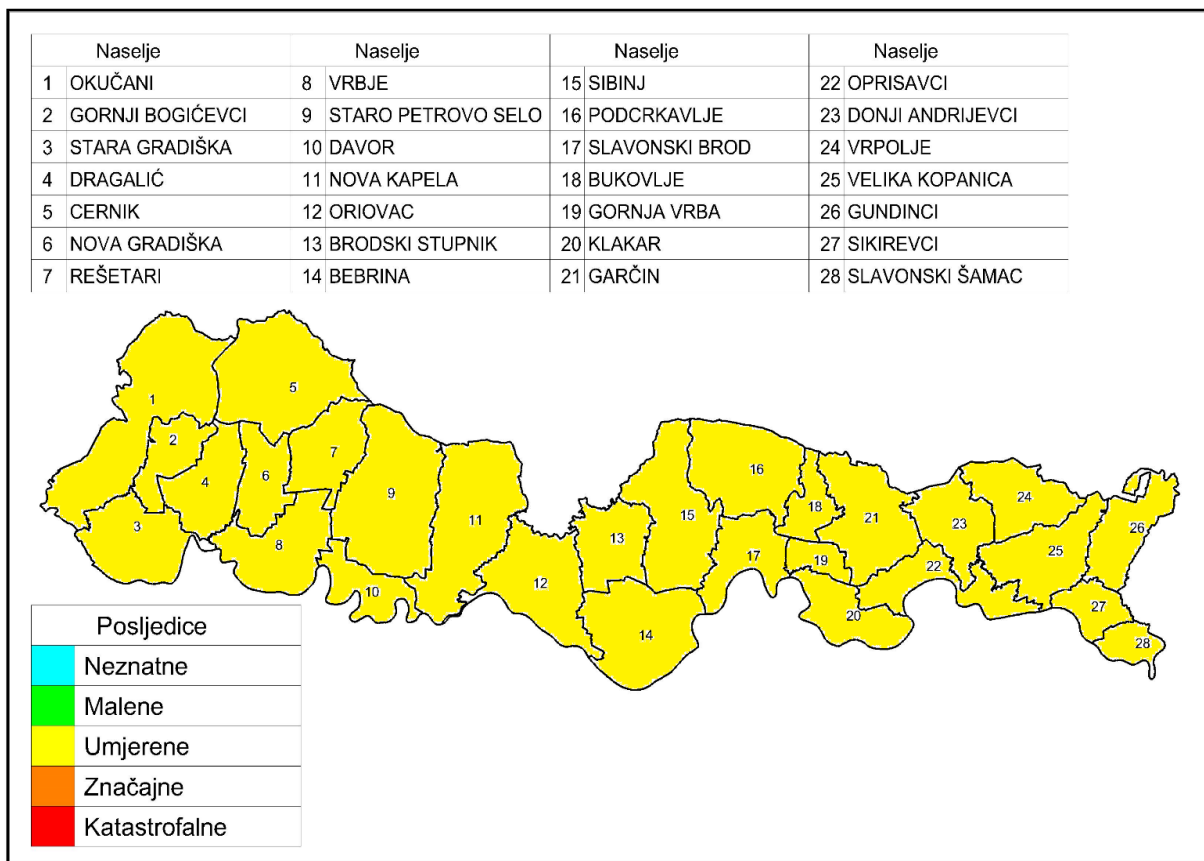 Naselje Naselje Naselje Naselje
1 OKUČANI 8 VRBJE 15 SIBINJ 22 OPRISAVCI
2 GORNJI BOGIĆEVCI 9 STARO PETROVO SELO 16 PODCRKAVLJE 23 DONJI ANDRIJEVCI
3 STARA GRADIŠKA 10 DAVOR 17 SLAVONSKI BROD 24 VRPOLJE
4 DRAGALIĆ 11 NOVA KAPELA 18 BUKOVLJE 25 VELIKA KOPANICA
5 CERNIK 12 ORIOVAC 19 GORNJA VRBA 26 GUNDINCI
6 NOVA GRADIŠKA 13 BRODSKI STUPNIK 20 KLAKAR 27 SIKIREVCI
7 REŠETARI 14 BEBRINA 21 GARČIN 28 SLAVONSKI ŠAMAC
5
1
2
7
4
6
9
3
8
10
11
12
13
15
14
16
18
17
19
20
21
22
23
24
25
26
27
28
Posljedice
Neznatne
Malene
Umjerene
Značajne
Katastrofalne